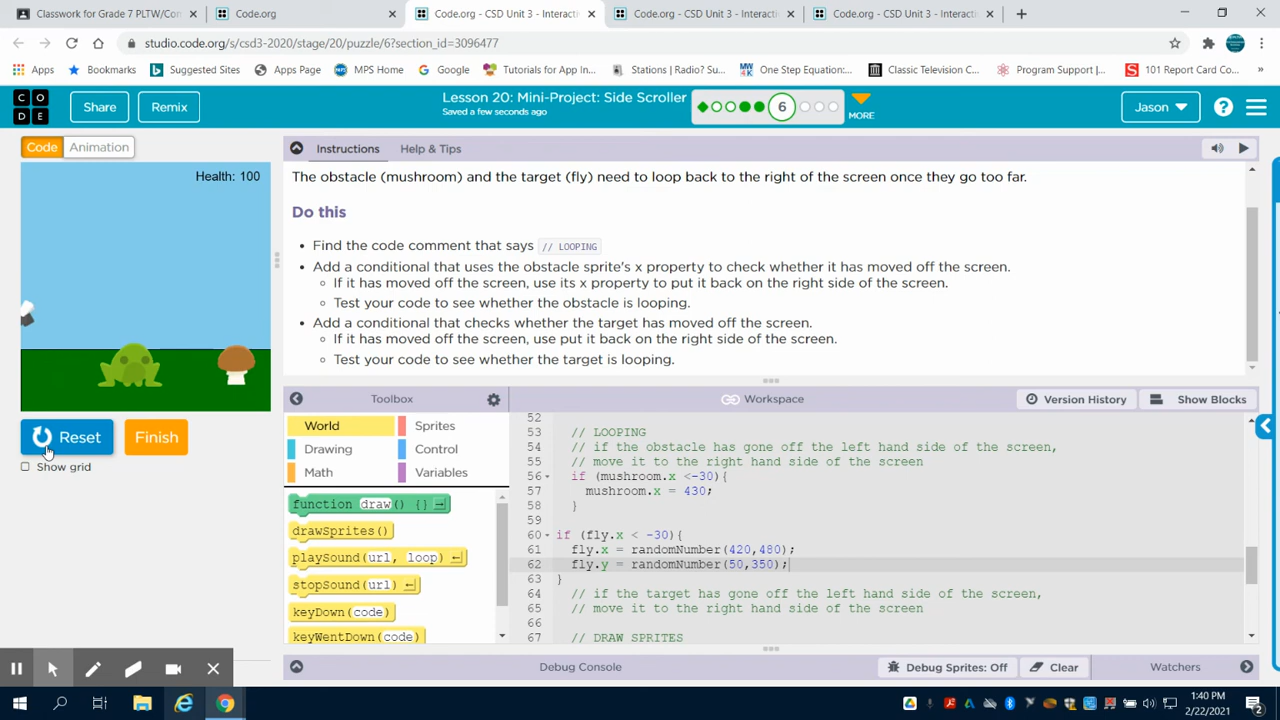 Classwork for Grade 7 PLTW/Con
Code.org
Code.org - CSD Unit 3 - Interacti
Code.org - CSD Unit 3 - Interacti
Code.org - CSD Unit 3 - Interacti
studio.code.org/s/csd3-2020/stage/20/puzzle/6?section_id=3096477
Apps
Bookmarks
Suggested Sites
Apps Page
MPS Home
Google
Tutorials for App In...
Stations | Radio? Su...
One Step Equation:...
Classic Television C...
Program Support |...
101 Report Card Co...
CODE
Share
Remix
Lesson 20: Mini-Project: Side Scroller
Saved a few seconds ago
6
MORE
Jason
Code
Animation
Instructions
Help & Tips
Health: 100
The obstacle (mushroom) and the target (fly) need to loop back to the right of the screen once they go too far.
Do this
• Find the code comment that says // LOOPING
• Add a conditional that uses the obstacle sprite's x property to check whether it has moved off the screen.
If it has moved off the screen, use its x property to put it back on the right side of the screen.
Test your code to see whether the obstacle is looping.
• Add a conditional that checks whether the target has moved off the screen.
If it has moved off the screen, use put it back on the right side of the screen.
Test your code to see whether the target is looping.
Reset
Finish
Show grid
Toolbox
Workspace
Version History
Show Blocks
World
Sprites
Drawing
Control
Math
Variables
function draw() {}
drawSprites()
playSound(url, loop)
stopSound(url)
keyDown(code)
keyWentDown(code)
52
53 // LOOPING
54 // if the obstacle has gone off the left hand side of the screen,
55 // move it to the right hand side of the screen
56 if (mushroom.x <-30){
57 mushroom.x = 430;
58 }
59
60 if (fly.x < -30){
61 fly.x = randomNumber(420,480);
62 fly.y = randomNumber(50,350);
63 }
64 // if the target has gone off the left hand side of the screen,
65 // move it to the right hand side of the screen
66
67 // DRAW SPRITES
Debug Console
Debug Sprites: Off
Clear
Watchers
1:40 PM
2/22/2021
2